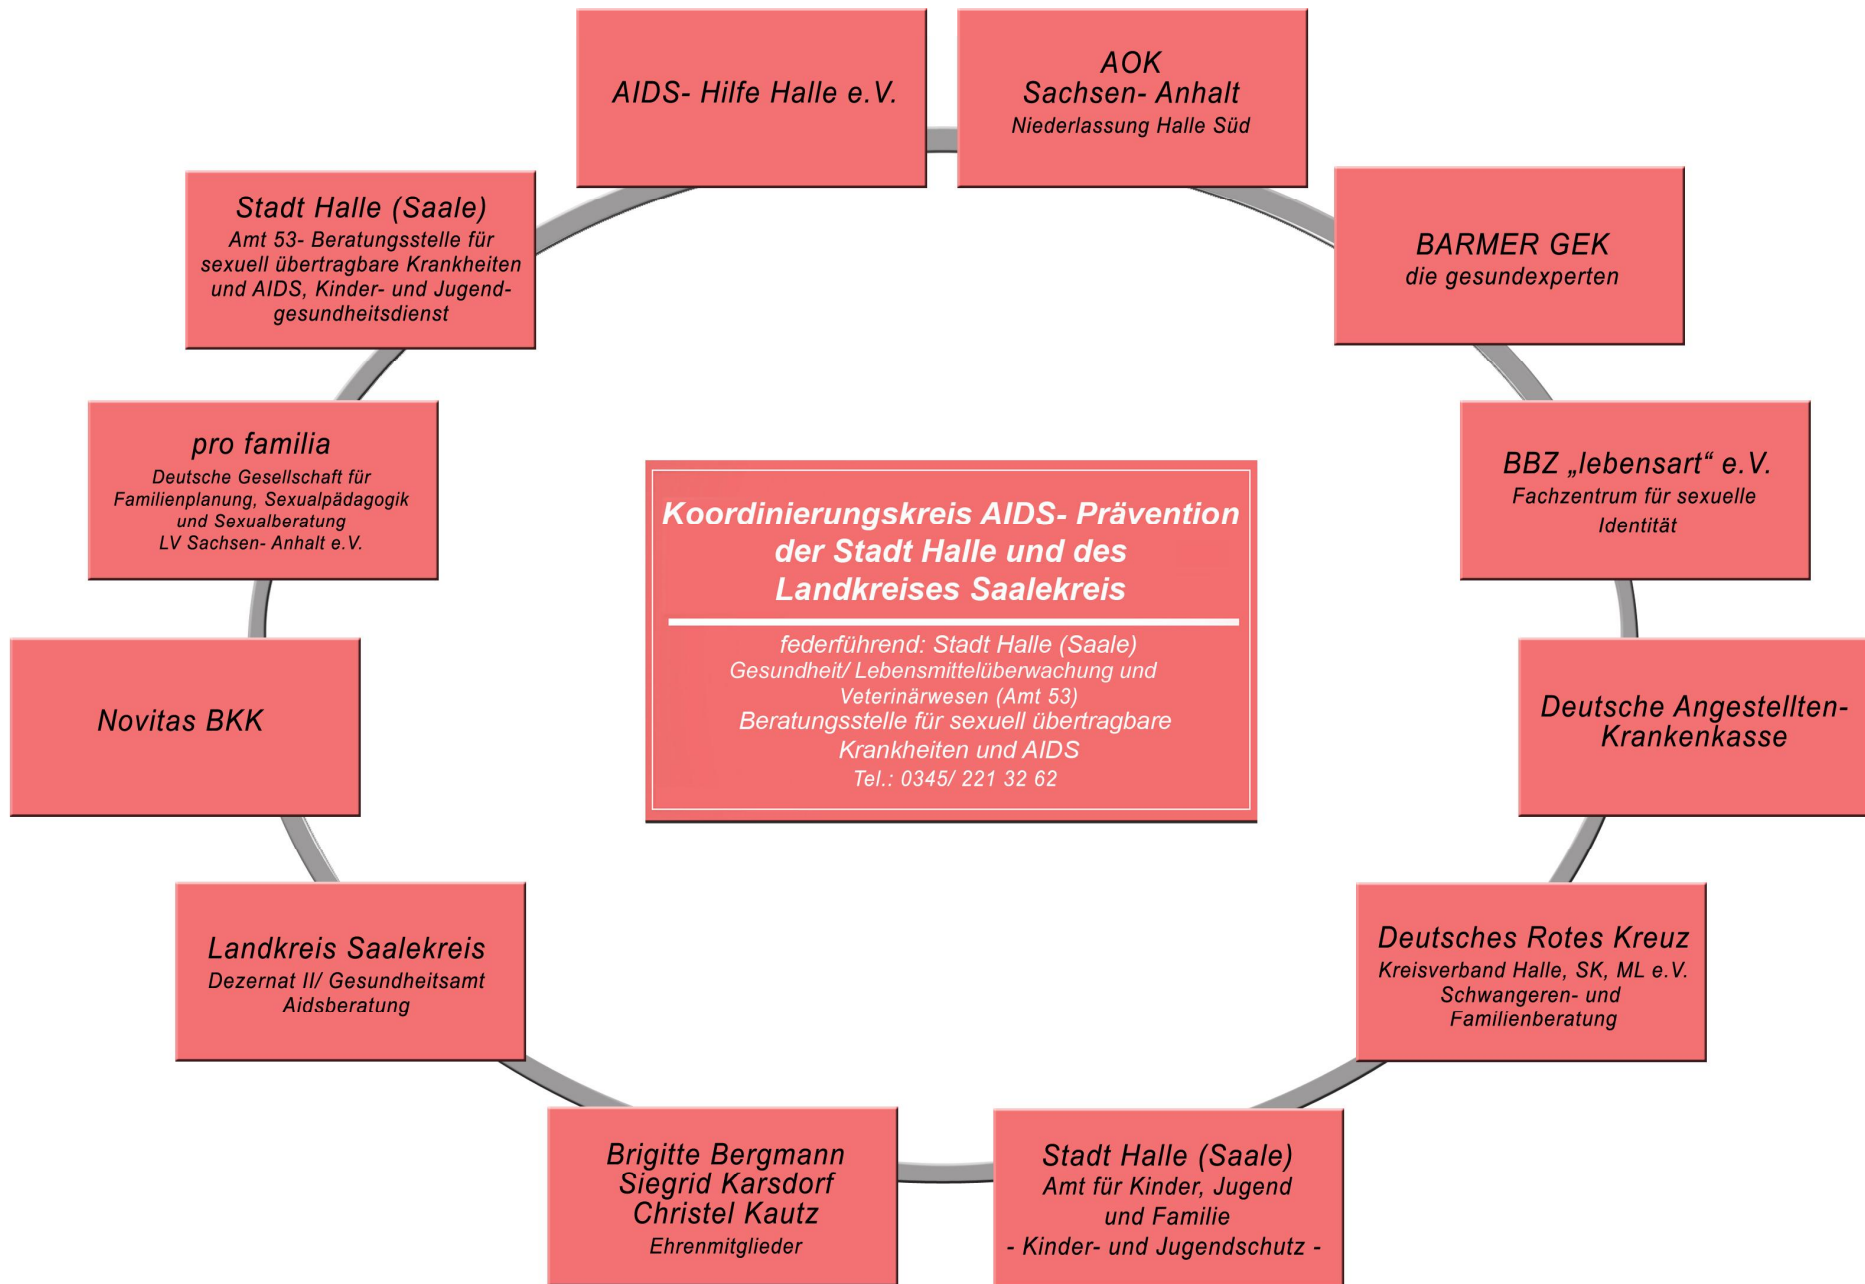 AIDS- Hilfe Halle e.V.
AOK
Sachsen- Anhalt
Niederlassung Halle Süd
Stadt Halle (Saale)
Amt 53- Beratungsstelle für
sexuell übertragbare Krankheiten
und AIDS, Kinder- und Jugend-
gesundheitsdienst
BARMER GEK
die gesundexperten
pro familia
Deutsche Gesellschaft für
Familienplanung, Sexualpädagogik
und Sexualberatung
LV Sachsen- Anhalt e.V.
BBZ „lebensart“ e.V.
Fachzentrum für sexuelle
Identität
Koordinierungskreis AIDS- Prävention
der Stadt Halle und des
Landkreises Saalekreis
federführend: Stadt Halle (Saale)
Gesundheit/ Lebensmittelüberwachung und
Veterinärwesen (Amt 53)
Beratungsstelle für sexuell übertragbare
Krankheiten und AIDS
Tel.: 0345/ 221 32 62
Novitas BKK
Deutsche Angestellten-
Krankenkasse
Landkreis Saalekreis
Dezernat II/ Gesundheitsamt
Aidsberatung
Deutsches Rotes Kreuz
Kreisverband Halle, SK, ML e.V.
Schwangeren- und
Familienberatung
Brigitte Bergmann
Siegrid Karsdorf
Christel Kautz
Ehrenmitglieder
Stadt Halle (Saale)
Amt für Kinder, Jugend
und Familie
- Kinder- und Jugendschutz -